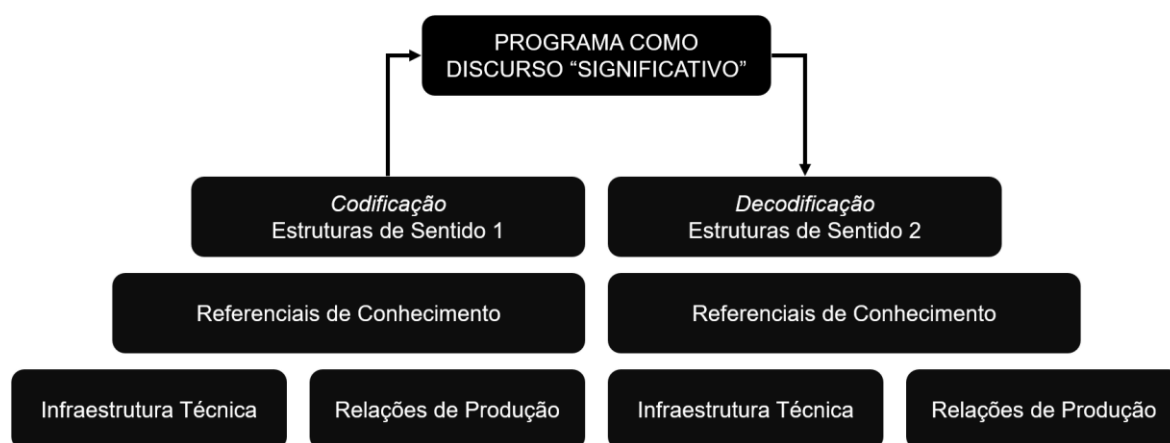 PROGRAMA COMO
DISCURSO “SIGNIFICATIVO”
Codificação
Estruturas de Sentido 1
Decodificação
Estruturas de Sentido 2
Referenciais de Conhecimento
Referenciais de Conhecimento
Infraestrutura Técnica
Relações de Produção
Infraestrutura Técnica
Relações de Produção